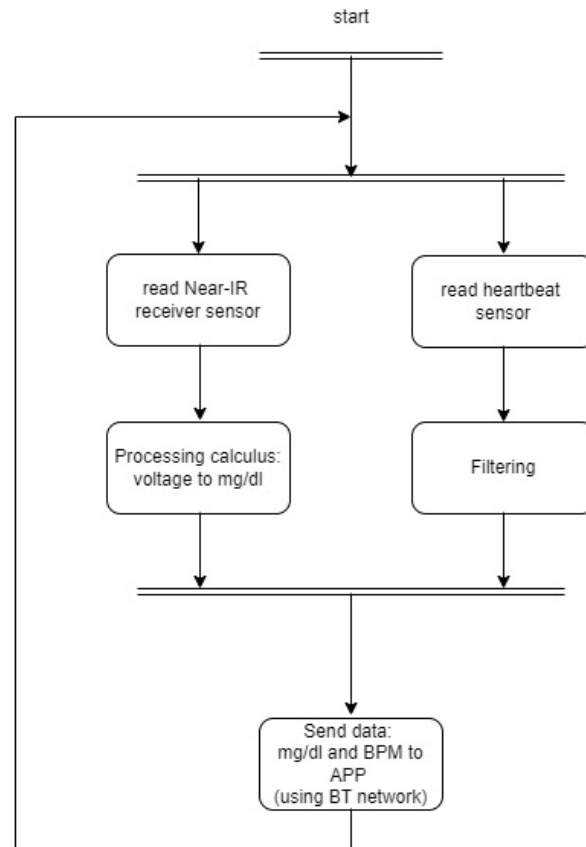 start
read Near-IR
receiver sensor
read heartbeat
sensor
Processing calculus:
voltage to mg/dl
Filtering
Send data:
mg/dl and BPM to
APP
(using BT network)